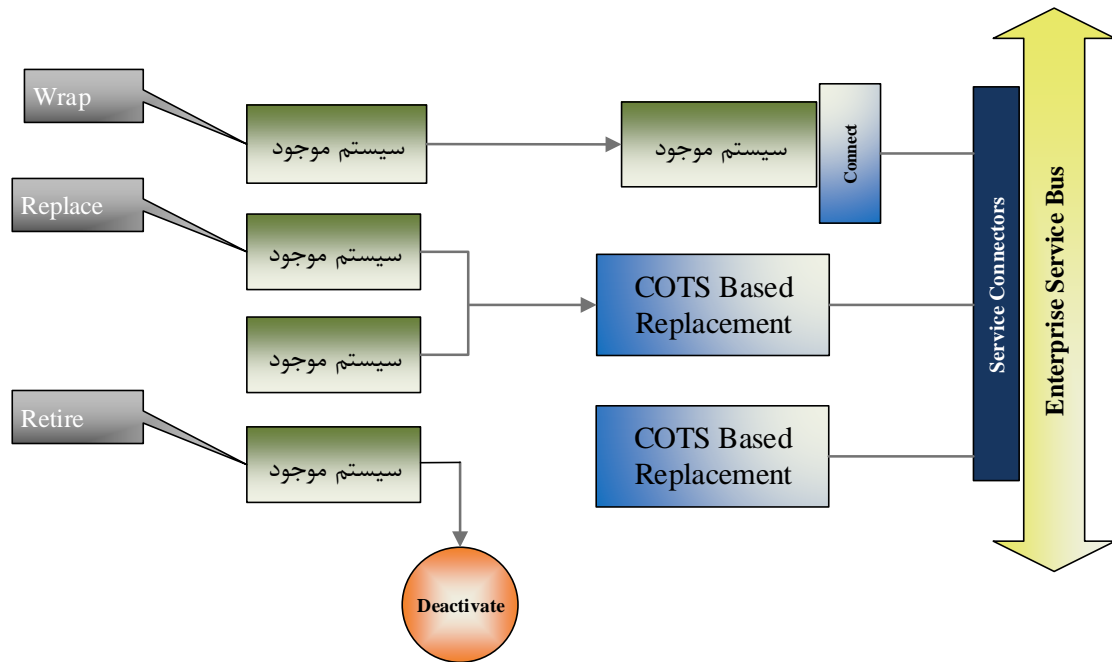 Wrap
سیستم موجود
سیستم موجود
Connect
Replace
سیستم موجود
سیستم موجود
COTS Based
Replacement
Retire
سیستم موجود
COTS Based
Replacement
Deactivate
Service Connectors
Enterprise Service Bus